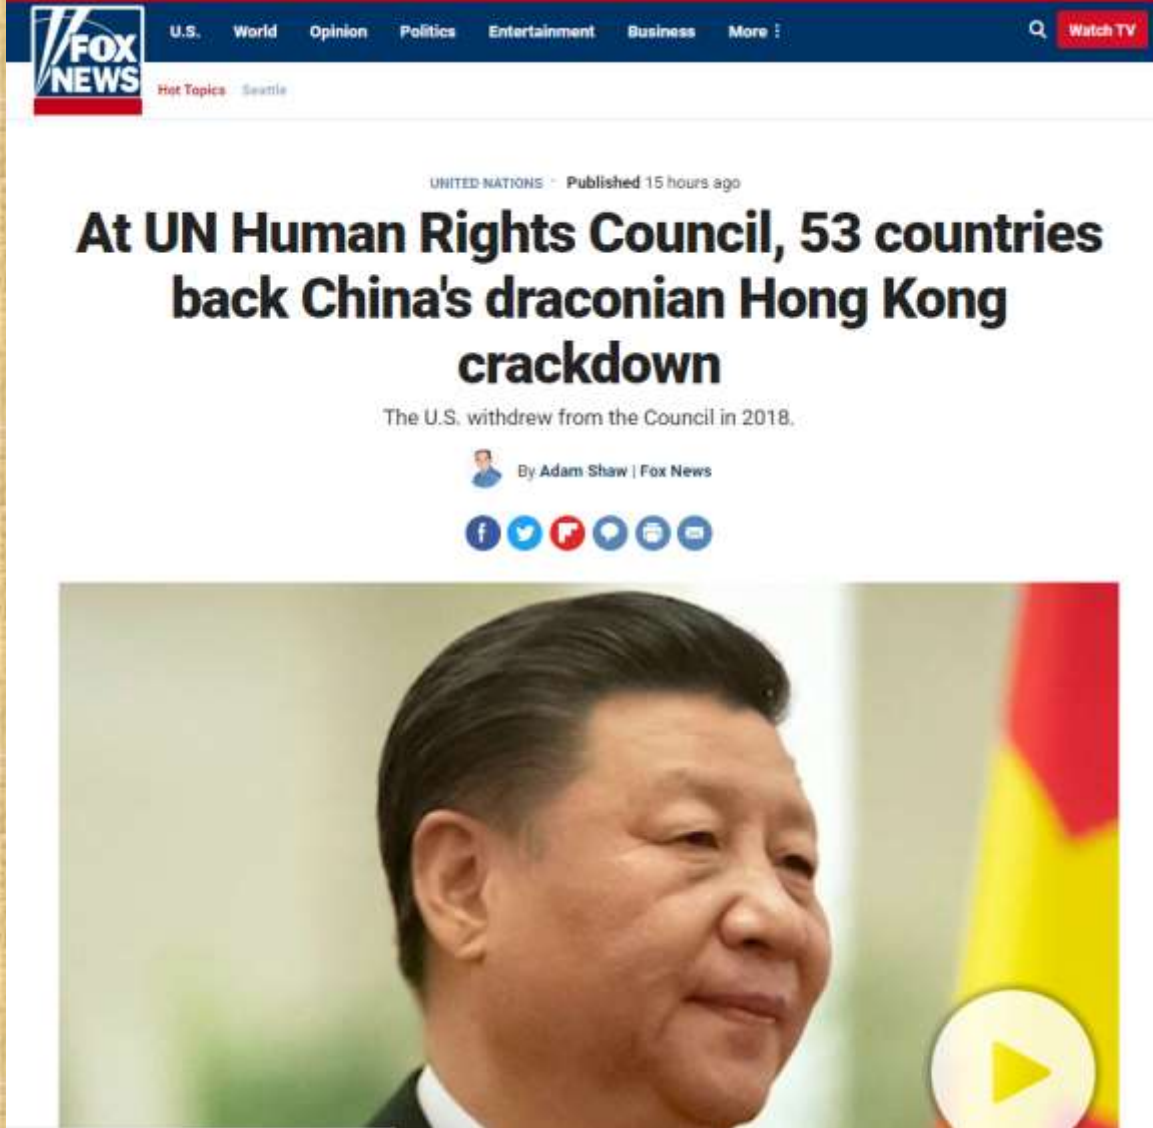 FOX
NEWS
U.S. World Opinion Politics Entertainment Business More
Watch TV
Hot Topics Seattle
UNITED NATIONS · Published 15 hours ago
At UN Human Rights Council, 53 countries
back China's draconian Hong Kong
crackdown
The U.S. withdrew from the Council in 2018.
By Adam Shaw | Fox News